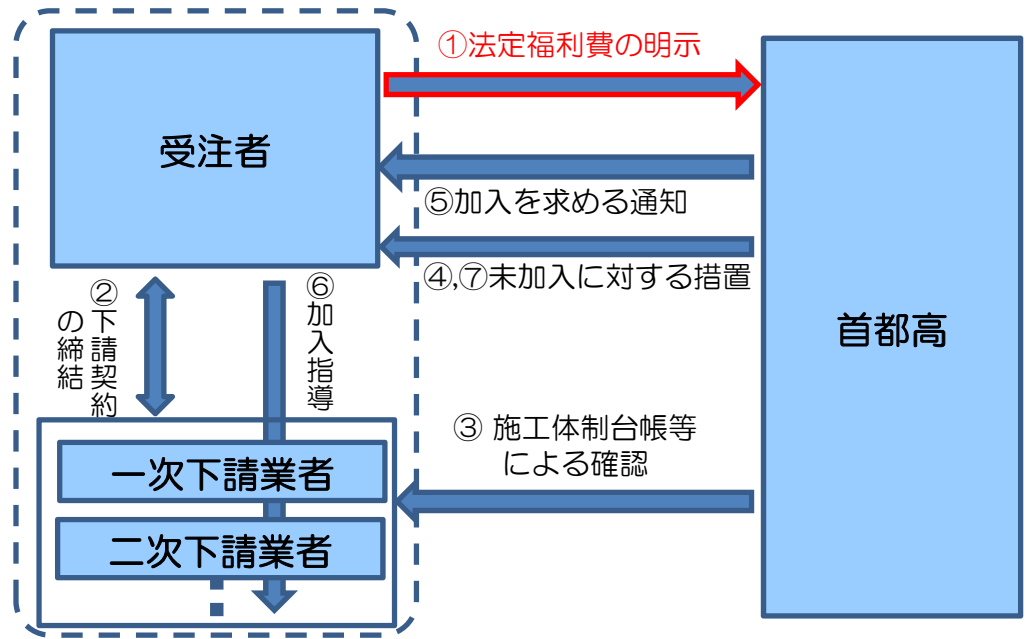 ①法定福利費の明示
受注者
⑤加入を求める通知
④,⑦未加入に対する措置
首都高
②下請契約
の締結
⑥加入指導
③ 施工体制台帳等
による確認
一次下請業者
二次下請業者